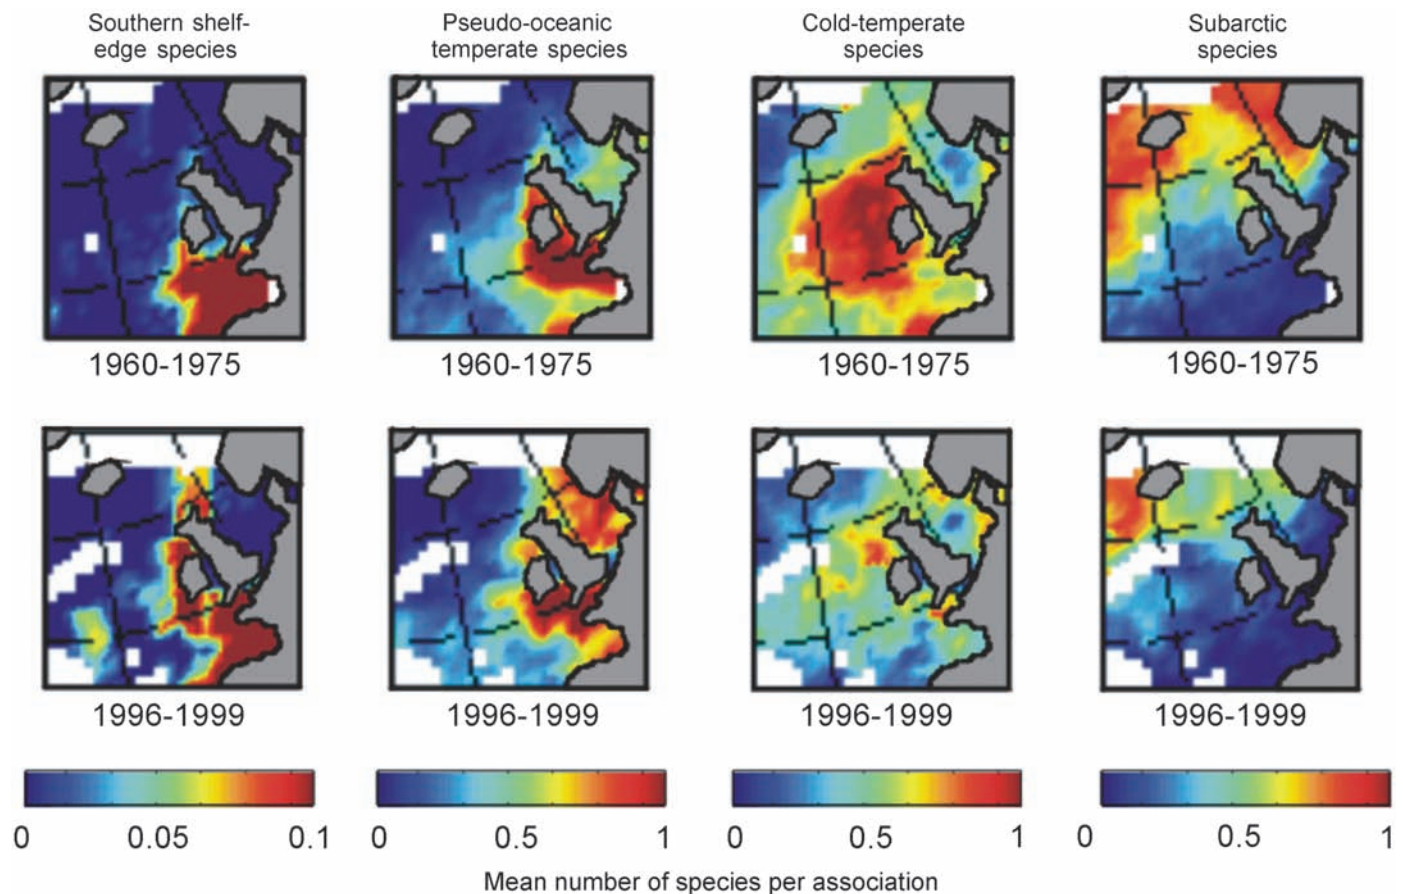 Southern shelf-
edge species
Pseudo-oceanic
temperate species
Cold-temperate
species
Subarctic
species
1960-1975
1960-1975
1960-1975
1960-1975
1996-1999
1996-1999
1996-1999
1996-1999
0 0.05 0.1
0 0.5 1
0 0.5 1
0 0.5 1
Mean number of species per association